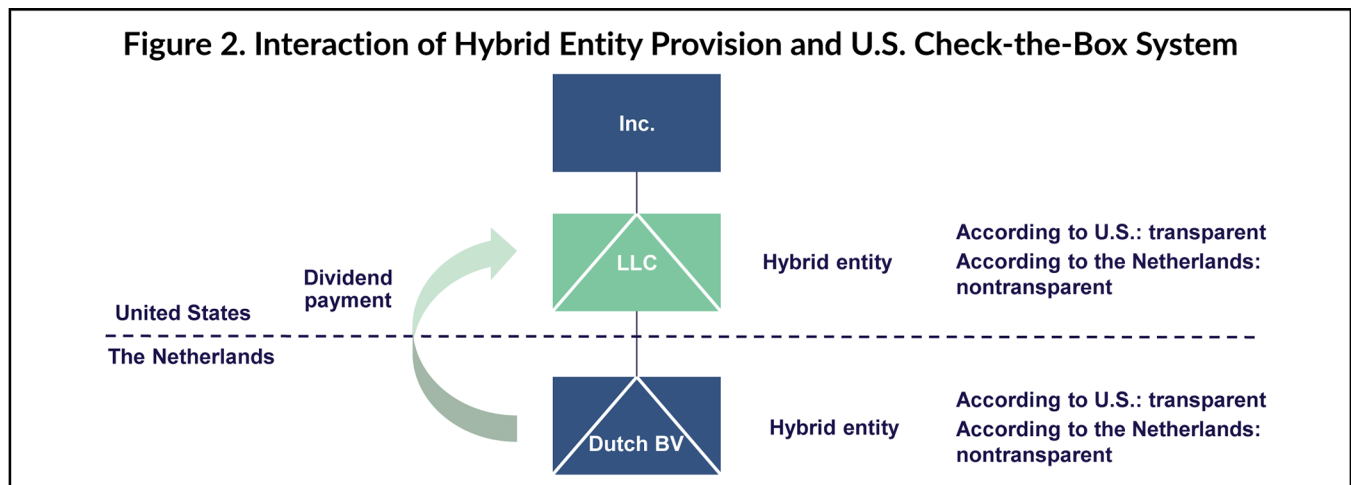 Figure 2. Interaction of Hybrid Entity Provision and U.S. Check-the-Box System
Inc.
LLC
Hybrid entity
According to U.S.: transparent
According to the Netherlands:
nontransparent
Dividend
payment
United States
The Netherlands
Dutch BV
Hybrid entity
According to U.S.: transparent
According to the Netherlands:
nontransparent